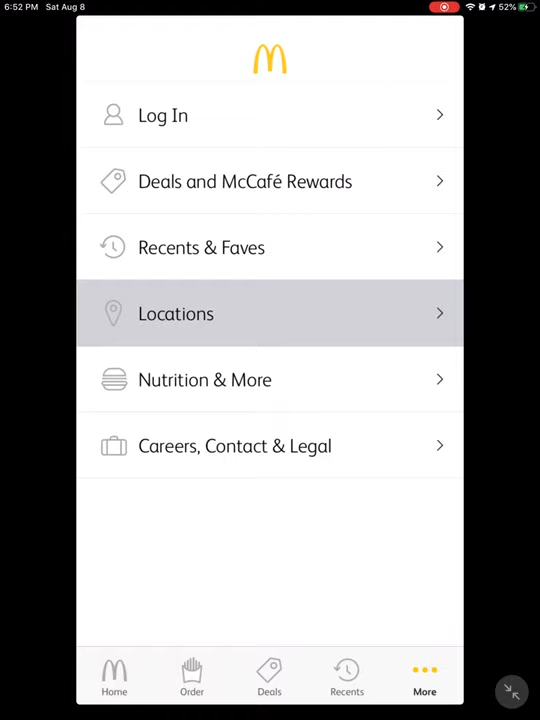 6:52 PM Sat Aug 8 52%
Log In
Deals and McCafé Rewards
Recents & Faves
Locations
Nutrition & More
Careers, Contact & Legal
Home Order Deals Recents More